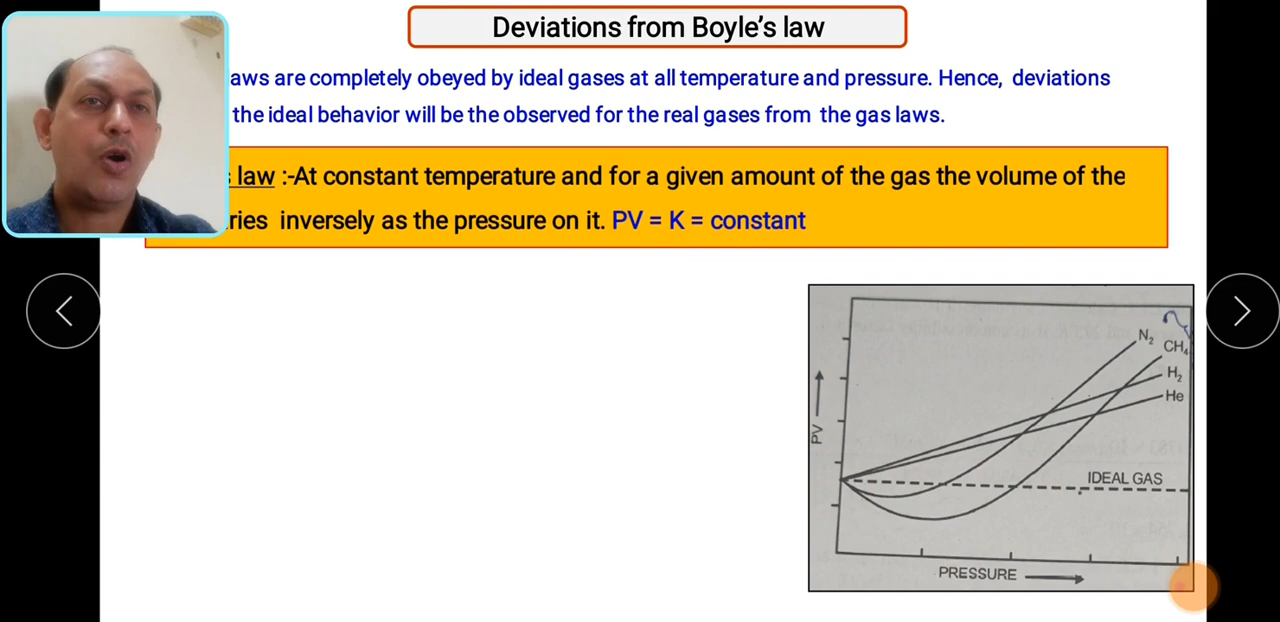 Deviations from Boyle's law
laws are completely obeyed by ideal gases at all temperature and pressure. Hence, deviations
the ideal behavior will be the observed for the real gases from the gas laws.
law :-At constant temperature and for a given amount of the gas the volume of the
inversely as the pressure on it. PV = K = constant
N₂
CH₄
H₂
He
PV
IDEAL GAS
PRESSURE